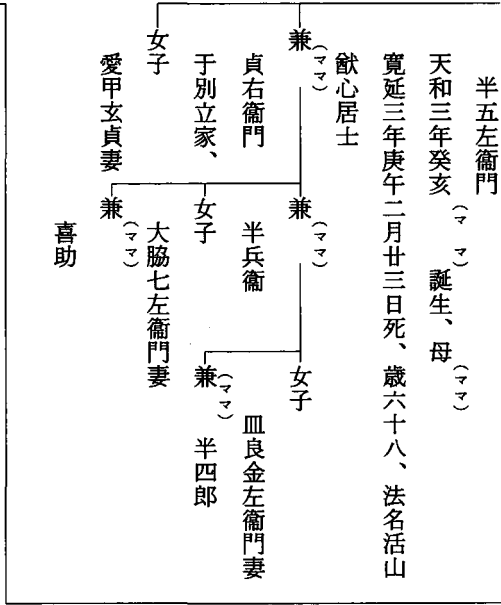 半五左衞門
天和三年癸亥(ママ)誕生、母(ママ)
寛延三年庚午二月廿三日死、歳六十八、法名活山
猷心居士
兼(ママ)
貞右衞門
于別立家、
女子
愛甲玄貞妻
兼(ママ)
半兵衞
女子
大脇七左衞門妻
兼(ママ)
喜助
女子
皿良金左衞門妻
兼(ママ)
半四郎